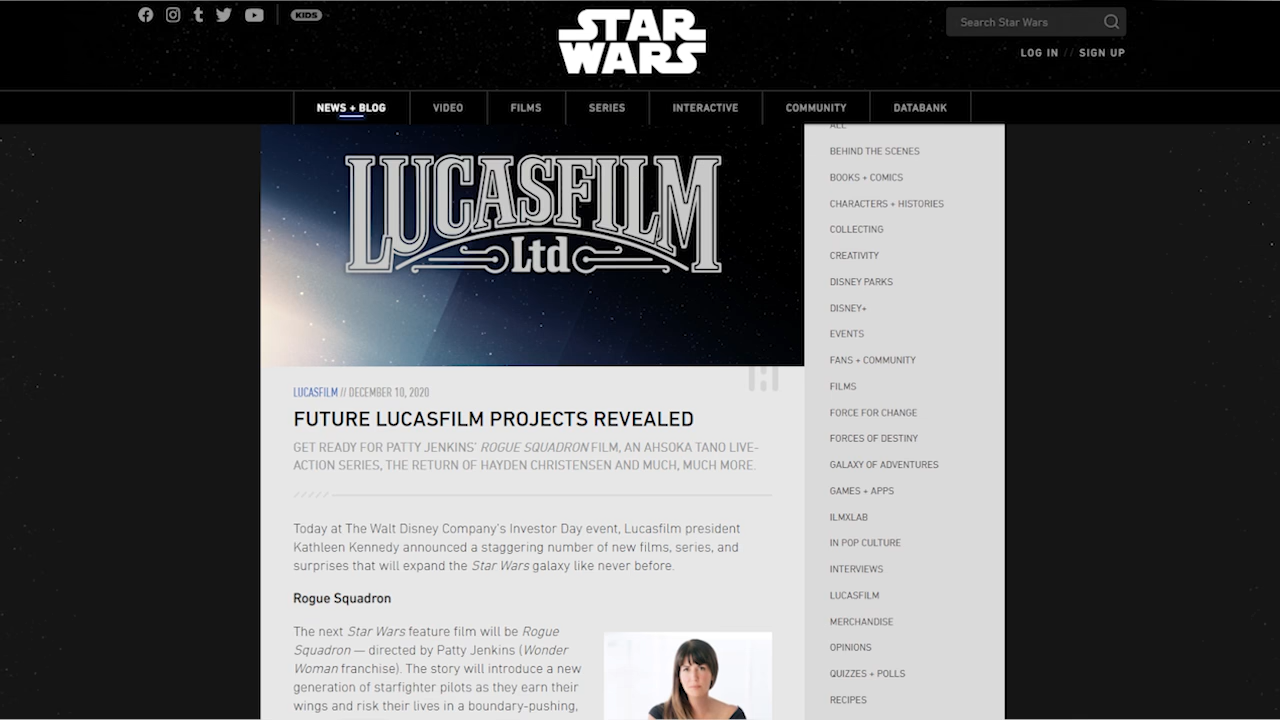 KIDS
STAR
WARS
Search Star Wars
LOG IN // SIGN UP
NEWS + BLOG
VIDEO
FILMS
SERIES
INTERACTIVE
COMMUNITY
DATABANK
LUCASFILM
Ltd
LUCASFILM // DECEMBER 10, 2020
FUTURE LUCASFILM PROJECTS REVEALED
GET READY FOR PATTY JENKINS' ROGUE SQUADRON FILM, AN AHSOKA TANO LIVE-
ACTION SERIES, THE RETURN OF HAYDEN CHRISTENSEN AND MUCH, MUCH MORE.
Today at The Walt Disney Company's Investor Day event, Lucasfilm president
Kathleen Kennedy announced a staggering number of new films, series, and
surprises that will expand the Star Wars galaxy like never before.
Rogue Squadron
The next Star Wars feature film will be Rogue
Squadron — directed by Patty Jenkins (Wonder
Woman franchise). The story will introduce a new
generation of starfighter pilots as they earn their
wings and risk their lives in a boundary-pushing,
ALL
BEHIND THE SCENES
BOOKS + COMICS
CHARACTERS + HISTORIES
COLLECTING
CREATIVITY
DISNEY PARKS
DISNEY+
EVENTS
FANS + COMMUNITY
FILMS
FORCE FOR CHANGE
FORCES OF DESTINY
GALAXY OF ADVENTURES
GAMES + APPS
ILMXLAB
IN POP CULTURE
INTERVIEWS
LUCASFILM
MERCHANDISE
OPINIONS
QUIZZES + POLLS
RECIPES